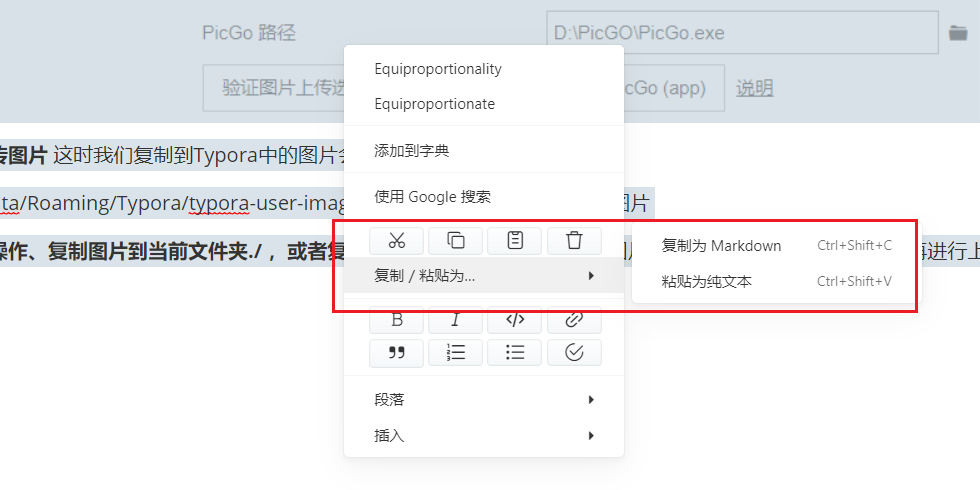 PicGo 路径
D:\PicGO\PicGo.exe
验证图片上传选
cGo (app)
说明
Equiproportionality
Equiproportionate
添加到字典
传图片 这时我们复制到Typora中的图片会
使用 Google 搜索
ta/Roaming/Typora/typora-user-imag
图片
操作、复制图片到当前文件夹./ ，或者复
再进行上
复制 / 粘贴为...
复制为 Markdown Ctrl+Shift+C
粘贴为纯文本 Ctrl+Shift+V
B I
段落
插入